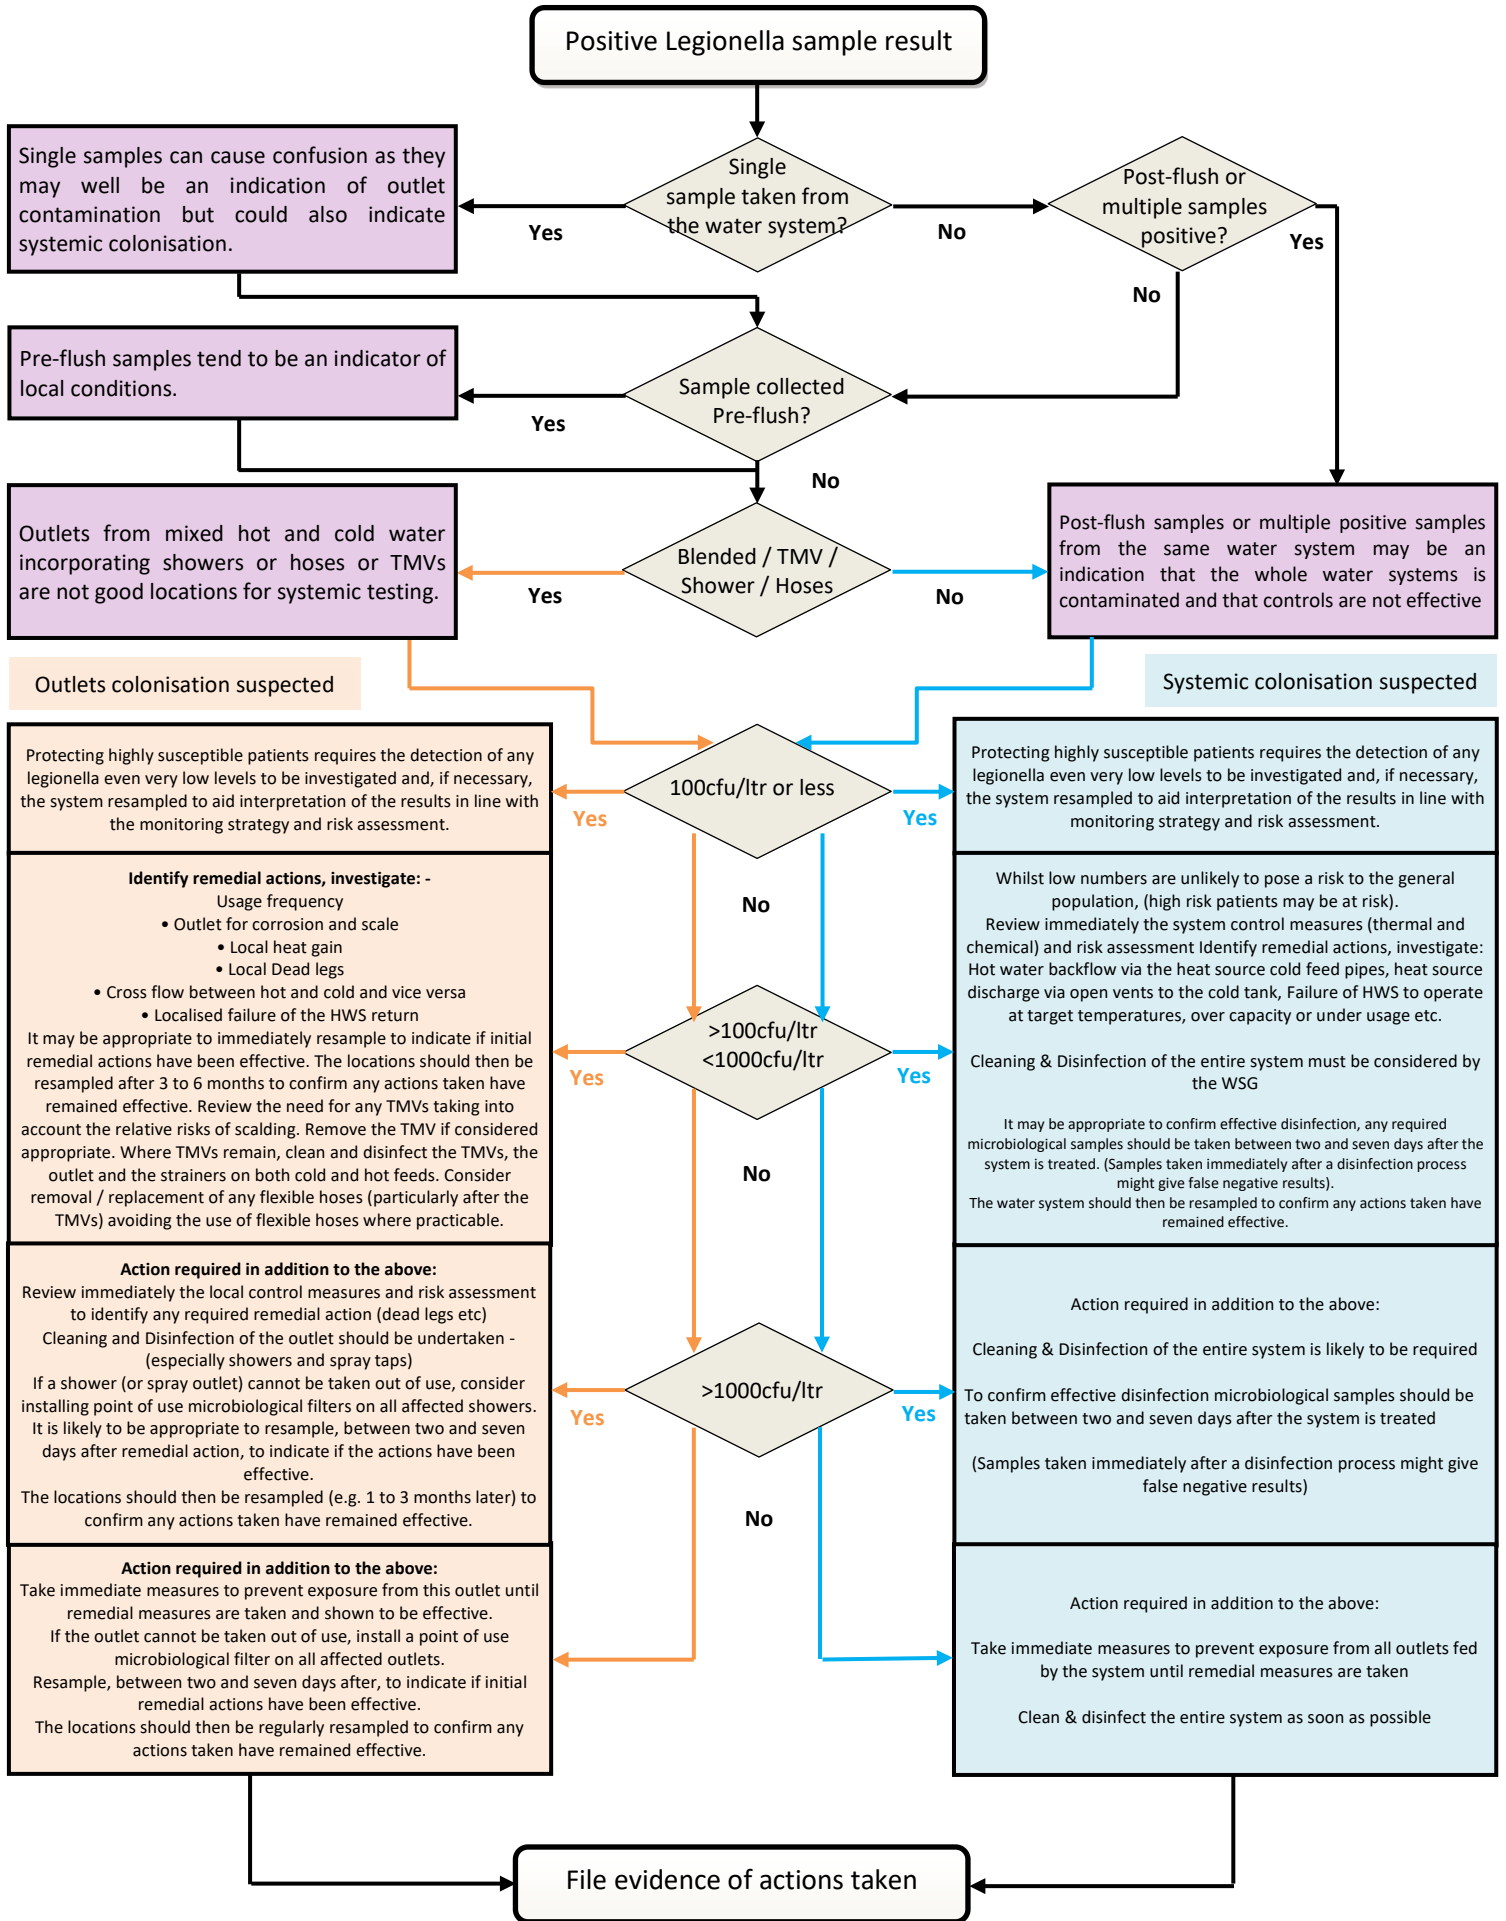 Positive Legionella sample result
Single samples can cause confusion as they
may well be an indication of outlet
contamination but could also indicate
systemic colonisation.
Single
sample taken from
the water system?
Yes
No
Post-flush or
multiple samples
positive?
Yes
No
Pre-flush samples tend to be an indicator of
local conditions.
Sample collected
Pre-flush?
Yes
No
Outlets from mixed hot and cold water
incorporating showers or hoses or TMVs
are not good locations for systemic testing.
Blended / TMV /
Shower / Hoses
Yes
No
Post-flush samples or multiple positive samples
from the same water system may be an
indication that the whole water systems is
contaminated and that controls are not effective
Outlets colonisation suspected
Systemic colonisation suspected
Protecting highly susceptible patients requires the detection of any
legionella even very low levels to be investigated and, if necessary,
the system resampled to aid interpretation of the results in line with
the monitoring strategy and risk assessment.
100cfu/ltr or less
Yes
Yes
No
Protecting highly susceptible patients requires the detection of any
legionella even very low levels to be investigated and, if necessary,
the system resampled to aid interpretation of the results in line with
monitoring strategy and risk assessment.
Identify remedial actions, investigate: -
Usage frequency
• Outlet for corrosion and scale
• Local heat gain
• Local Dead legs
• Cross flow between hot and cold and vice versa
• Localised failure of the HWS return
It may be appropriate to immediately resample to indicate if initial
remedial actions have been effective. The locations should then be
resampled after 3 to 6 months to confirm any actions taken have
remained effective. Review the need for any TMVs taking into
account the relative risks of scalding. Remove the TMV if considered
appropriate. Where TMVs remain, clean and disinfect the TMVs, the
outlet and the strainers on both cold and hot feeds. Consider
removal / replacement of any flexible hoses (particularly after the
TMVs) avoiding the use of flexible hoses where practicable.
>100cfu/ltr
<1000cfu/ltr
Yes
Yes
No
Whilst low numbers are unlikely to pose a risk to the general
population, (high risk patients may be at risk).
Review immediately the system control measures (thermal and
chemical) and risk assessment Identify remedial actions, investigate:
Hot water backflow via the heat source cold feed pipes, heat source
discharge via open vents to the cold tank, Failure of HWS to operate
at target temperatures, over capacity or under usage etc.
Cleaning & Disinfection of the entire system must be considered by
the WSG
It may be appropriate to confirm effective disinfection, any required
microbiological samples should be taken between two and seven days after the
system is treated. (Samples taken immediately after a disinfection process
might give false negative results).
The water system should then be resampled to confirm any actions taken have
remained effective.
Action required in addition to the above:
Review immediately the local control measures and risk assessment
to identify any required remedial action (dead legs etc)
Cleaning and Disinfection of the outlet should be undertaken -
(especially showers and spray taps)
If a shower (or spray outlet) cannot be taken out of use, consider
installing point of use microbiological filters on all affected showers.
It is likely to be appropriate to resample, between two and seven
days after remedial action, to indicate if the actions have been
effective.
The locations should then be resampled (e.g. 1 to 3 months later) to
confirm any actions taken have remained effective.
>1000cfu/ltr
Yes
Yes
No
Action required in addition to the above:
Cleaning & Disinfection of the entire system is likely to be required
To confirm effective disinfection microbiological samples should be
taken between two and seven days after the system is treated
(Samples taken immediately after a disinfection process might give
false negative results)
Action required in addition to the above:
Take immediate measures to prevent exposure from this outlet until
remedial measures are taken and shown to be effective.
If the outlet cannot be taken out of use, install a point of use
microbiological filter on all affected outlets.
Resample, between two and seven days after, to indicate if initial
remedial actions have been effective.
The locations should then be regularly resampled to confirm any
actions taken have remained effective.
Action required in addition to the above:
Take immediate measures to prevent exposure from all outlets fed
by the system until remedial measures are taken
Clean & disinfect the entire system as soon as possible
File evidence of actions taken